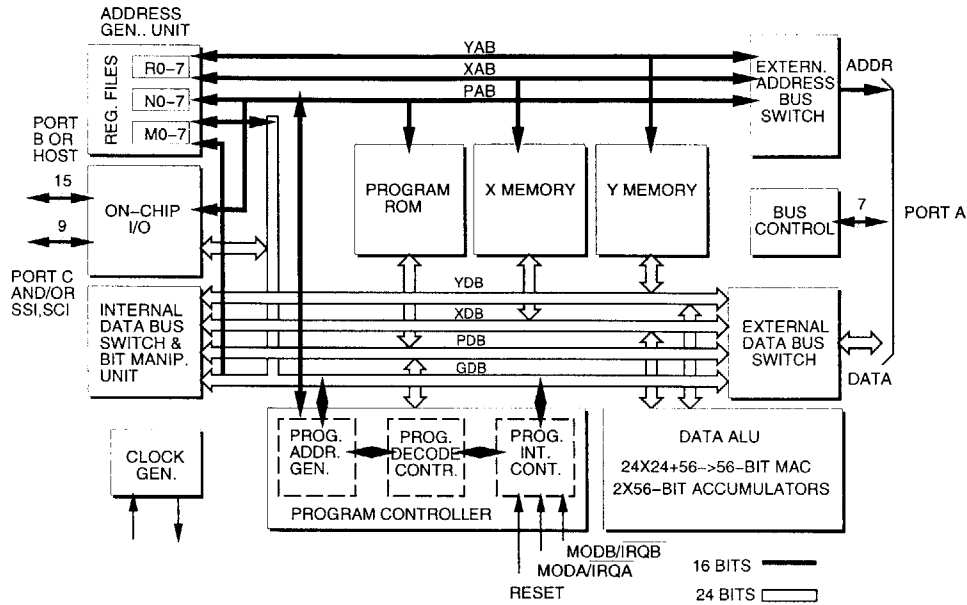 ADDRESS
GEN.. UNIT
REG. FILES
R0-7
N0-7
M0-7
YAB
XAB
PAB
EXTERN.
ADDRESS
BUS
SWITCH
ADDR
PORT
B OR
HOST
15
9
ON-CHIP
I/O
PROGRAM
ROM
X MEMORY
Y MEMORY
BUS
CONTROL
7
PORT A
PORT C
AND/OR
SSI,SCI
INTERNAL
DATA BUS
SWITCH &
BIT MANIP.
UNIT
YDB
XDB
PDB
GDB
EXTERNAL
DATA BUS
SWITCH
DATA
CLOCK
GEN.
PROG.
ADDR.
GEN.
PROG.
DECODE
CONTR.
PROG.
INT.
CONT.
PROGRAM CONTROLLER
DATA ALU
24X24+56->56-BIT MAC
2X56-BIT ACCUMULATORS
MODB/IRQB
MODA/IRQA
RESET
16 BITS
24 BITS